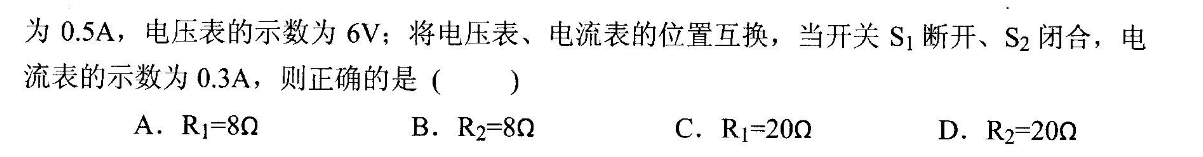 为 0.5A，电压表的示数为 6V；将电压表、电流表的位置互换，当开关 S₁ 断开、S₂ 闭合，电
流表的示数为 0.3A，则正确的是（  ）
A．R₁=8Ω B．R₂=8Ω C．R₁=20Ω D．R₂=20Ω